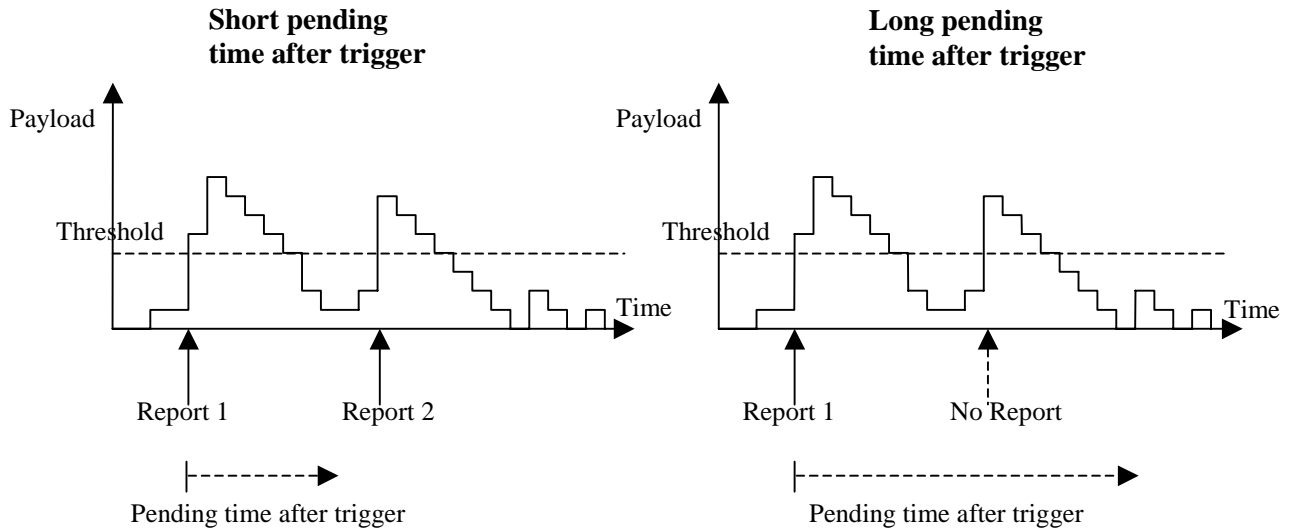 Short pending
time after trigger
Payload
Threshold
Time
Report 1
Report 2
Pending time after trigger
Long pending
time after trigger
Payload
Threshold
Time
Report 1
No Report
Pending time after trigger